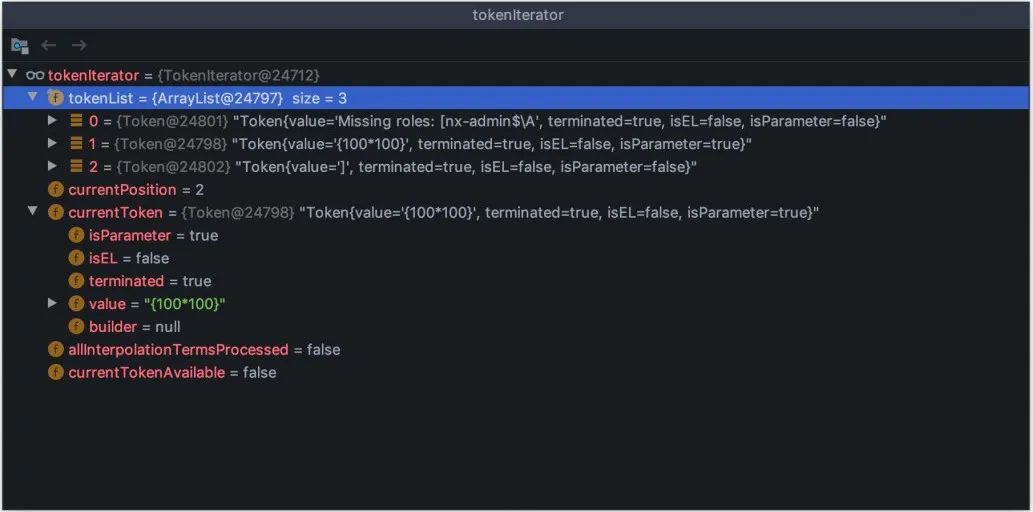 tokenIterator
tokenIterator = {TokenIterator@24712}
tokenList = {ArrayList@24797} size = 3
0 = {Token@24801} "Token{value='Missing roles: [nx-admin$\A', terminated=true, isEL=false, isParameter=false}"
1 = {Token@24798} "Token{value='{100*100}', terminated=true, isEL=false, isParameter=true}"
2 = {Token@24802} "Token{value=']', terminated=true, isEL=false, isParameter=false}"
currentPosition = 2
currentToken = {Token@24798} "Token{value='{100*100}', terminated=true, isEL=false, isParameter=true}"
isParameter = true
isEL = false
terminated = true
value = "{100*100}"
builder = null
allInterpolationTermsProcessed = false
currentTokenAvailable = false